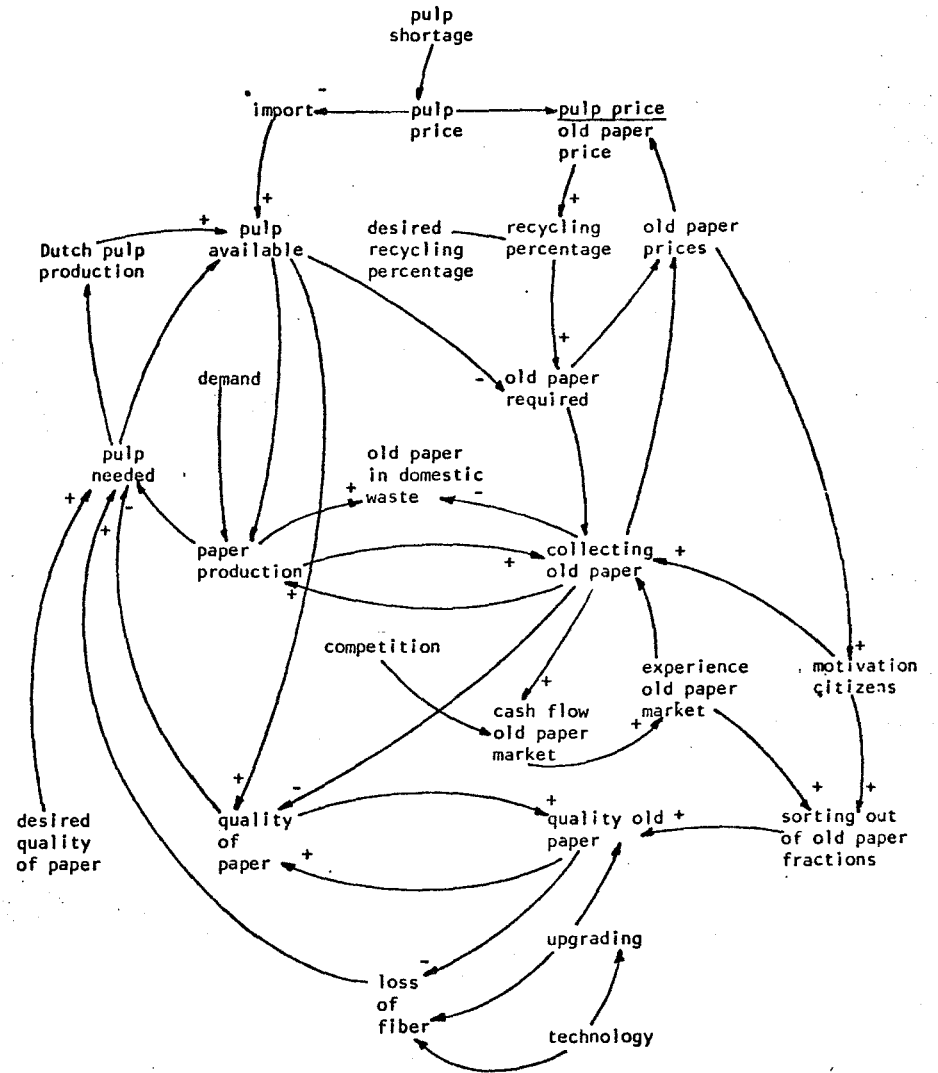 pulp
shortage
import
-
pulp
price
pulp price
old paper
price
+
+
+
pulp
available
desired
recycling
percentage
recycling
percentage
old paper
prices
Dutch pulp
production
+
demand
-
old paper
required
pulp
needed
+
+
-
old paper
in domestic
waste
+
-
paper
production
+
+
collecting
old paper
+
competition
experience
old paper
market
+
motivation
citizens
+
cash flow
old paper
market
+
desired
quality
of paper
+
-
quality
of
paper
+
+
quality old
paper
+
+
+
sorting out
of old paper
fractions
upgrading
-
loss
of
fiber
technology